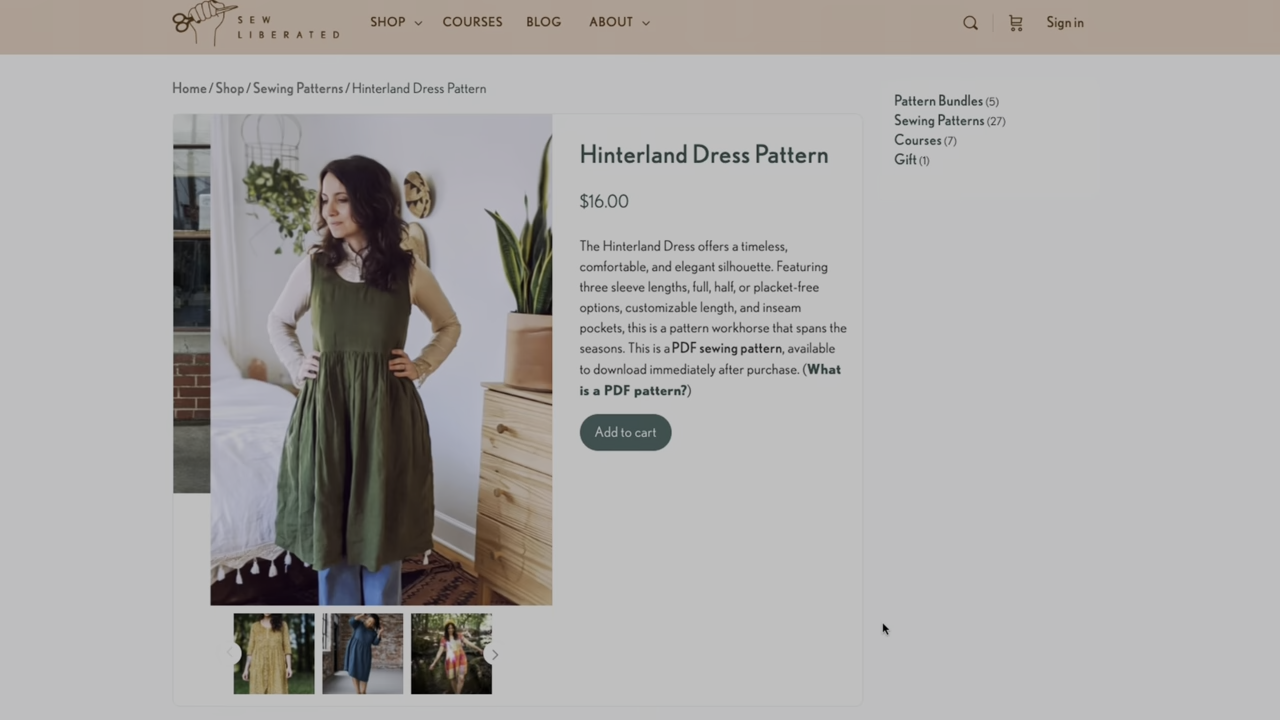 SEW
LIBERATED
SHOP COURSES BLOG ABOUT Sign in
Home / Shop / Sewing Patterns / Hinterland Dress Pattern
Hinterland Dress Pattern
$16.00
The Hinterland Dress offers a timeless,
comfortable, and elegant silhouette. Featuring
three sleeve lengths, full, half, or placket-free
options, customizable length, and inseam
pockets, this is a pattern workhorse that spans the
seasons. This is a PDF sewing pattern, available
to download immediately after purchase. (What
is a PDF pattern?)
Add to cart
Pattern Bundles (5)
Sewing Patterns (27)
Courses (7)
Gift (1)